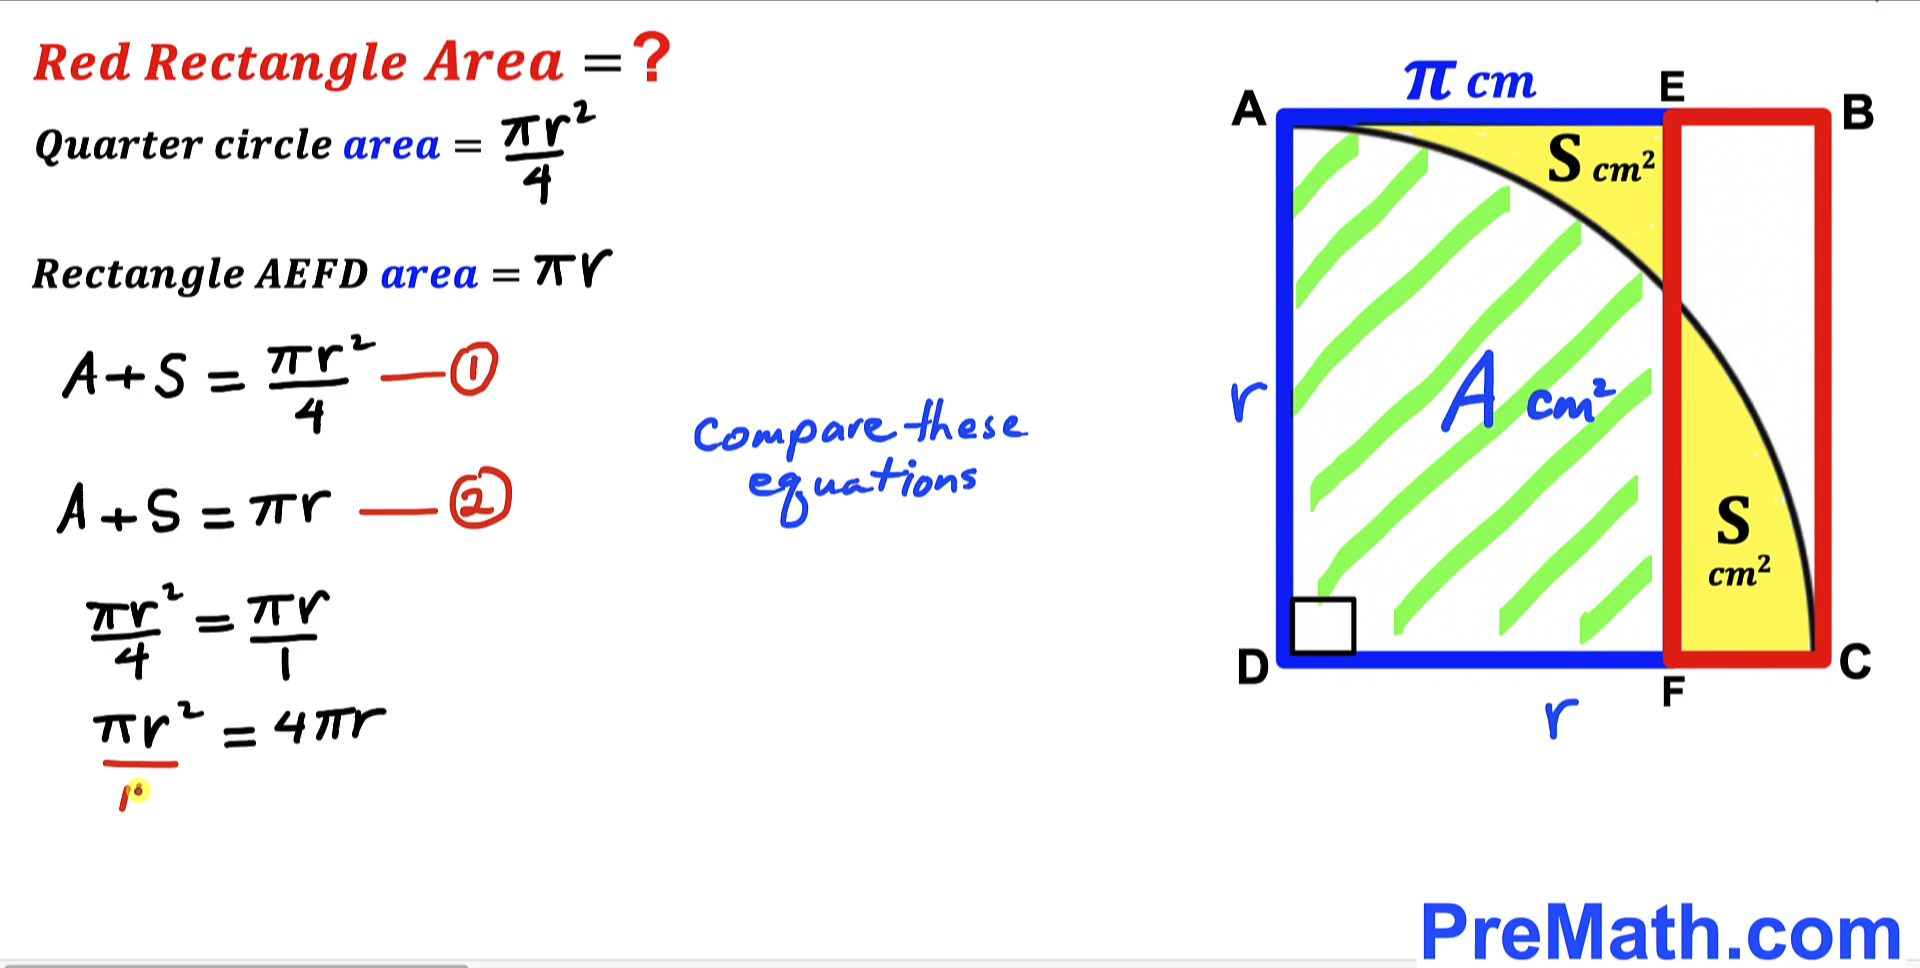 Red Rectangle Area = ?
Quarter circle area = πr²/4
Rectangle AEFD area = πr
A+S = πr²/4 — ①
A+S = πr — ②
πr²/4 = πr/1
πr² = 4πr
compare these
equations
π cm
A
E
B
S cm²
r
A cm²
S
cm²
D
F
C
r
PreMath.com